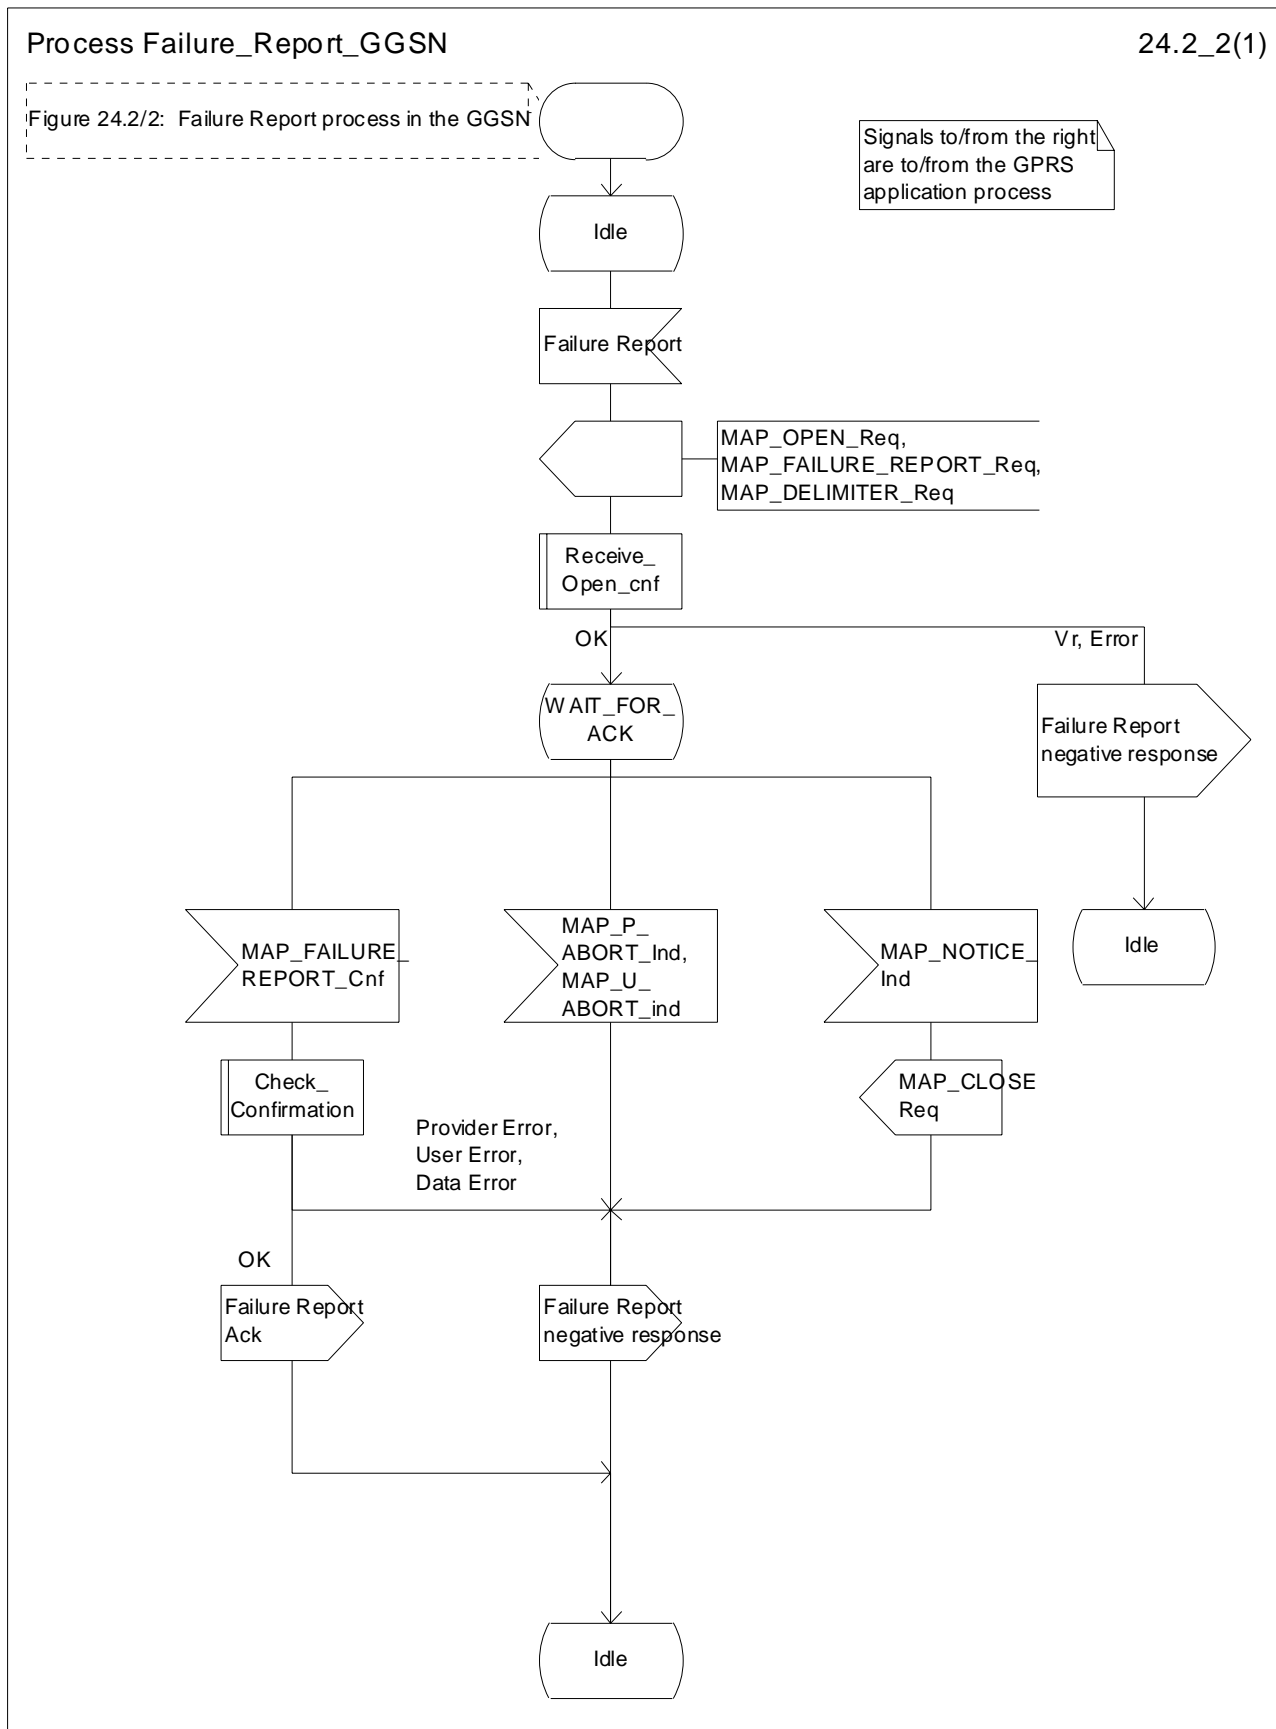 Process Failure_Report_GGSN
24.2_2(1)
Figure 24.2/2: Failure Report process in the GGSN
Signals to/from the right
are to/from the GPRS
application process
Idle
Failure Report
MAP_OPEN_Req,
MAP_FAILURE_REPORT_Req,
MAP_DELIMITER_Req
Receive_
Open_cnf
OK
Vr, Error
WAIT_FOR_
ACK
Failure Report
negative response
MAP_FAILURE_
REPORT_Cnf
MAP_P_
ABORT_Ind,
MAP_U_
ABORT_ind
MAP_NOTICE_
Ind
Idle
Check_
Confirmation
MAP_CLOSE
Req
Provider Error,
User Error,
Data Error
OK
Failure Report
Ack
Failure Report
negative response
Idle